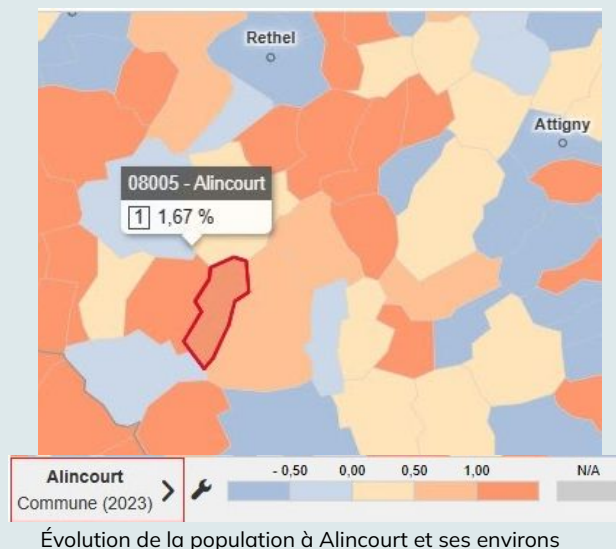 Rethel
Attigny
08005 - Alincourt
1 1,67 %
Alincourt
Commune (2023)
- 0,50 0,00 0,50 1,00 N/A
Évolution de la population à Alincourt et ses environs